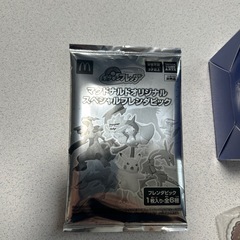 マクドナルドオリジナル
スペシャルフレンダピック
フレンダピック
1枚入り・全6種